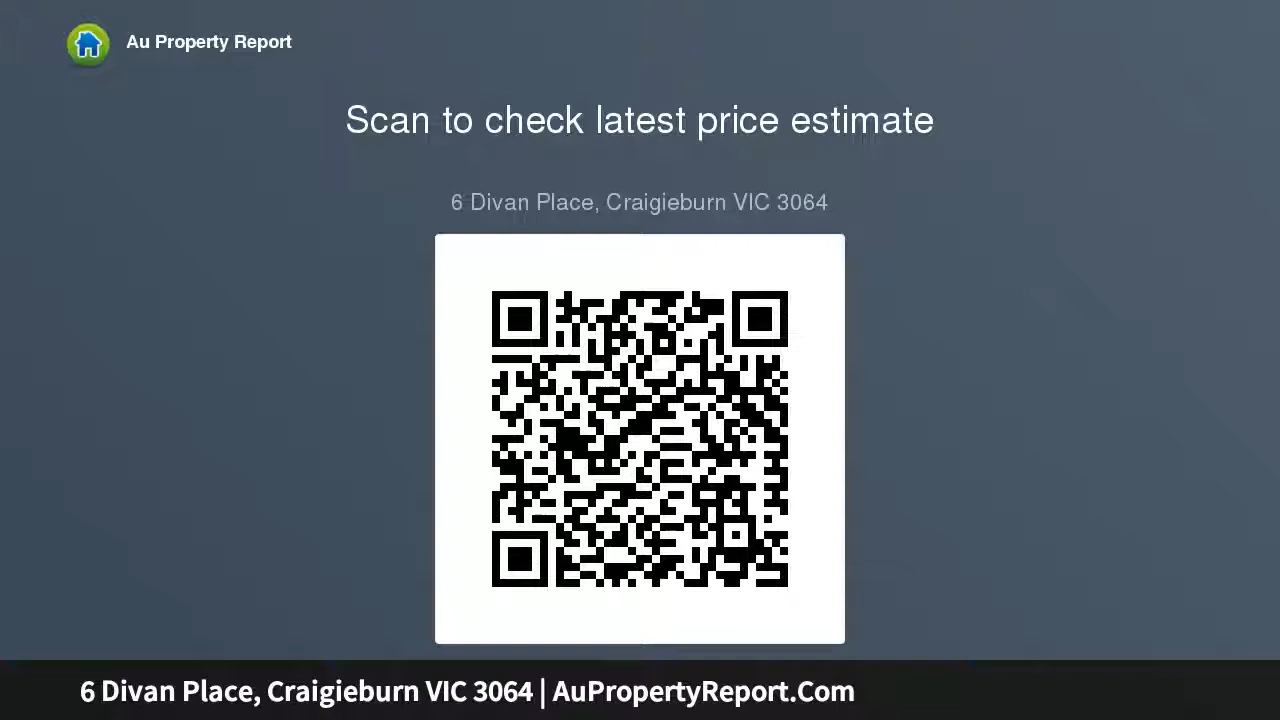 Au Property Report
Scan to check latest price estimate
6 Divan Place, Craigieburn VIC 3064
6 Divan Place, Craigieburn VIC 3064 | AuPropertyReport.Com